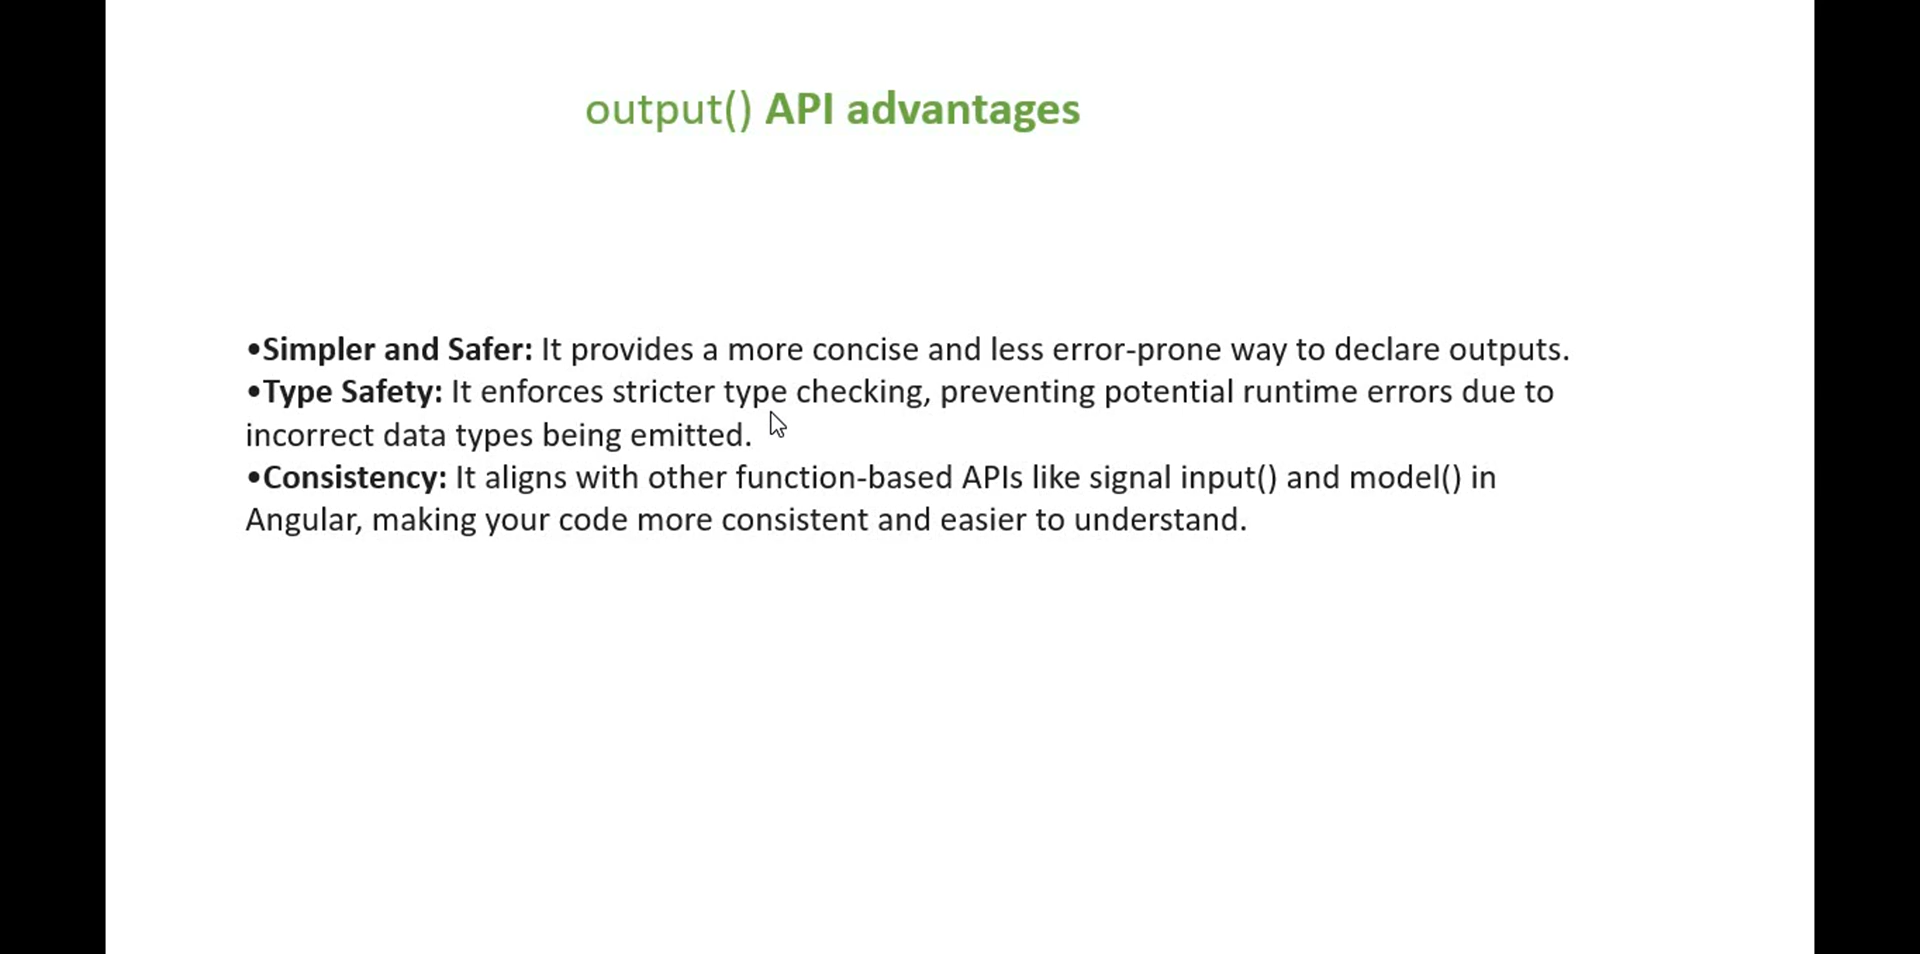 output() API advantages
•Simpler and Safer: It provides a more concise and less error-prone way to declare outputs.
•Type Safety: It enforces stricter type checking, preventing potential runtime errors due to
incorrect data types being emitted.
•Consistency: It aligns with other function-based APIs like signal input() and model() in
Angular, making your code more consistent and easier to understand.